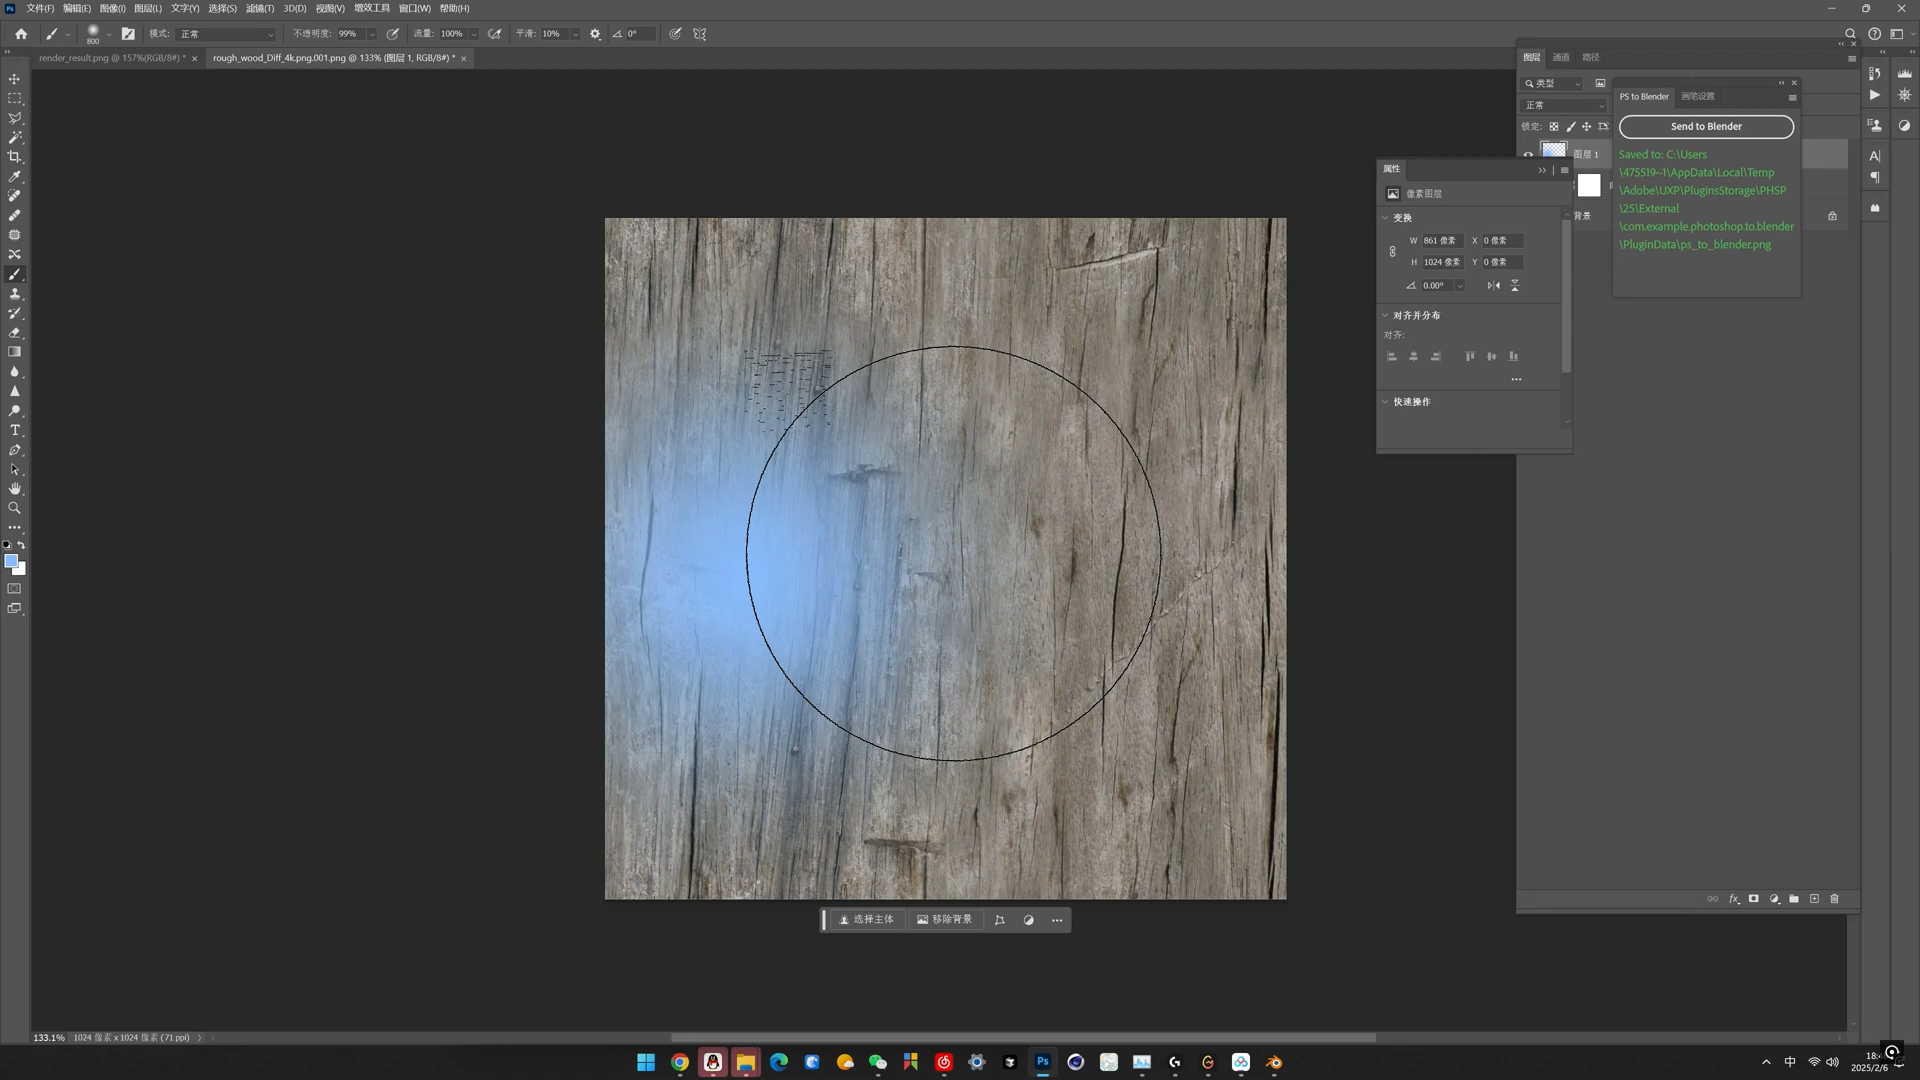 Ps
文件(F)
编辑(E)
图像(I)
图层(L)
文字(Y)
选择(S)
滤镜(T)
3D(D)
视图(V)
增效工具
窗口(W)
帮助(H)
800
模式:
正常
不透明度: 99%
流量: 100%
平滑: 10%
0°
render_result.png @ 157%(RGB/8#) *
rough_wood_Diff_4k.png.001.png @ 133% (图层 1, RGB/8#) *
图层
通道
路径
类型
正常
锁定:
图层 1
背景
PS to Blender
画笔设置
Send to Blender
Saved to: C:\Users
\475519~1\AppData\Local\Temp
\Adobe\UXP\PluginsStorage\PHSP
\25\External
\com.example.photoshop.to.blender
\PluginData\ps_to_blender.png
属性
像素图层
变换
W 861 像素
X 0 像素
H 1024 像素
Y 0 像素
0.00°
对齐并分布
对齐:
快速操作
选择主体
移除背景
133.1%
1024 像素 x 1024 像素 (71 ppi)
Ps
中
2025/2/6